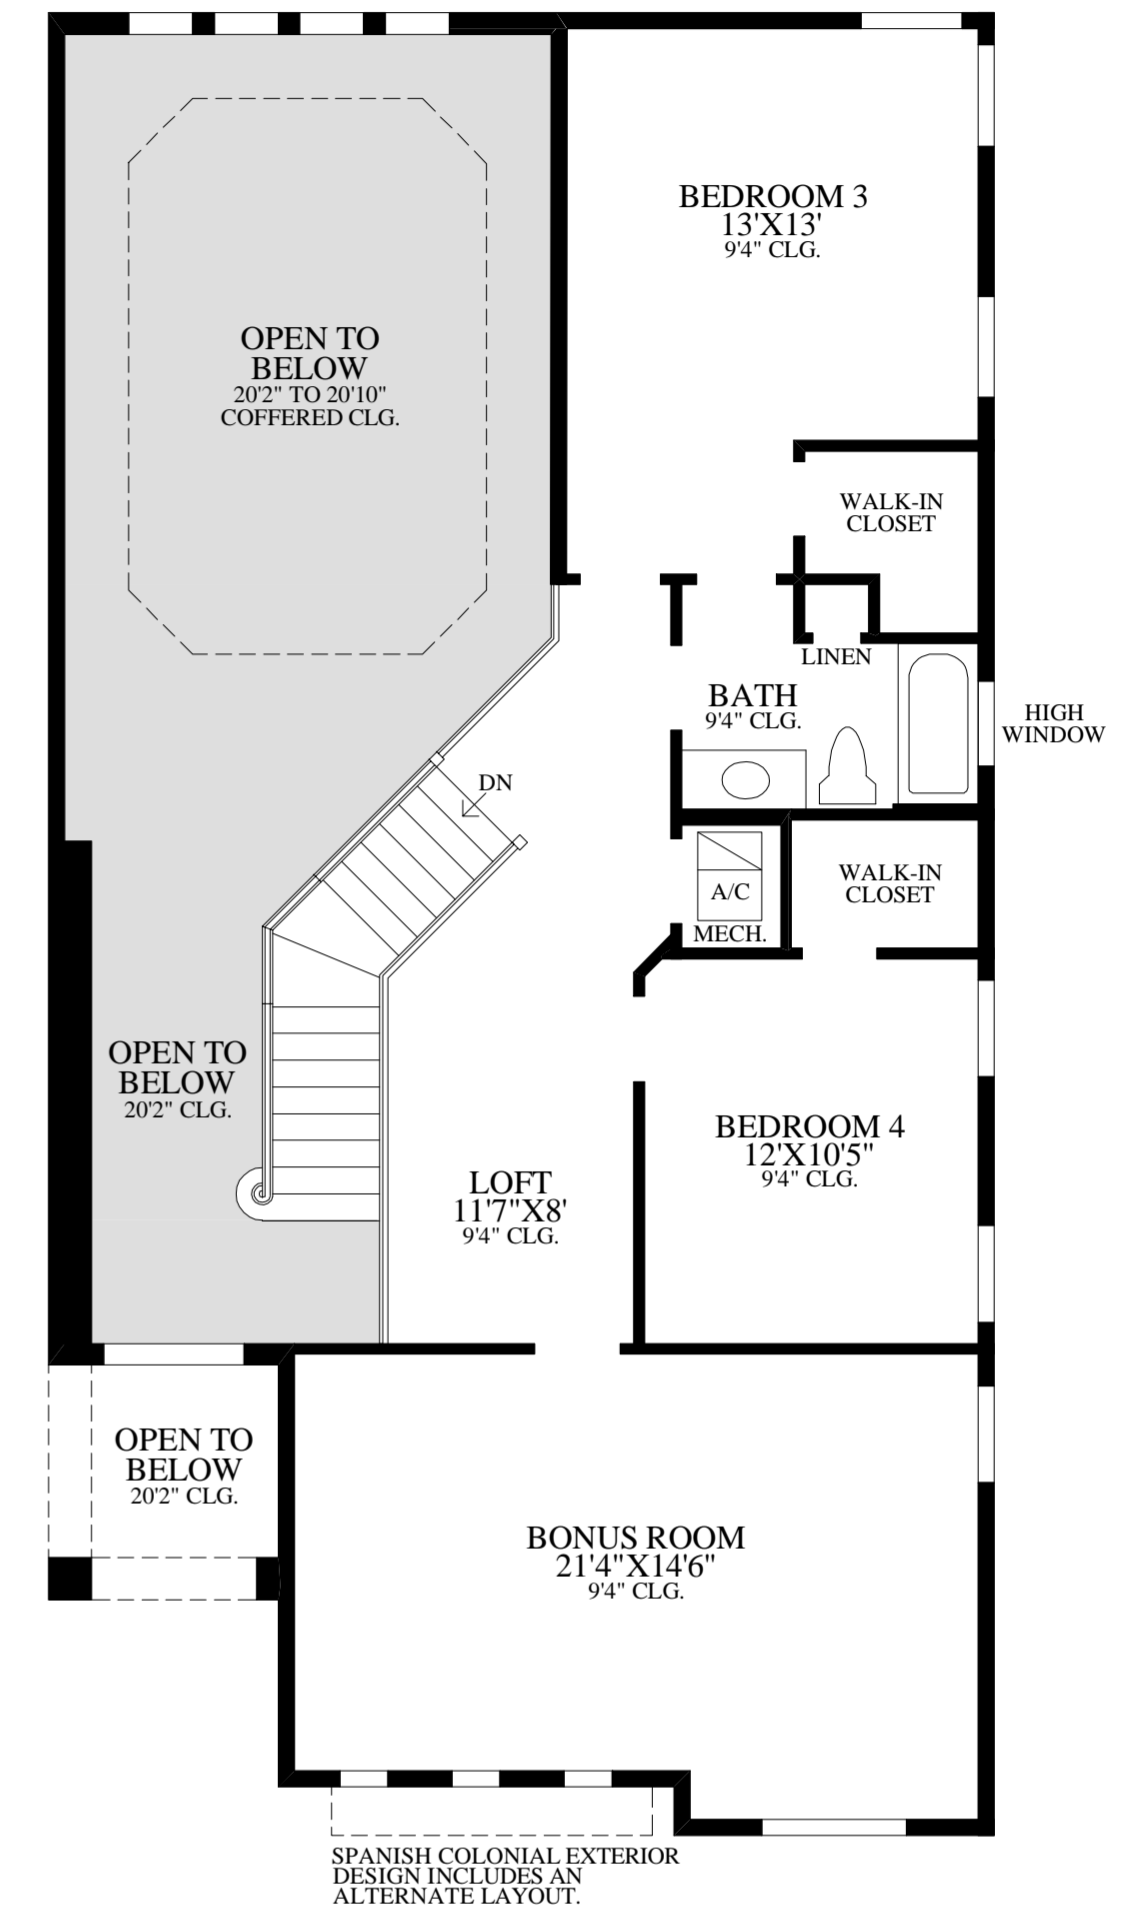 BEDROOM 3
13'X13'
9'4" CLG.
OPEN TO
BELOW
20'2" TO 20'10"
COFFERED CLG.
WALK-IN
CLOSET
LINEN
BATH
9'4" CLG.
HIGH
WINDOW
DN
A/C
MECH.
WALK-IN
CLOSET
OPEN TO
BELOW
20'2" CLG.
BEDROOM 4
12'X10'5"
9'4" CLG.
LOFT
11'7"X8'
9'4" CLG.
OPEN TO
BELOW
20'2" CLG.
BONUS ROOM
21'4"X14'6"
9'4" CLG.
SPANISH COLONIAL EXTERIOR
DESIGN INCLUDES AN
ALTERNATE LAYOUT.